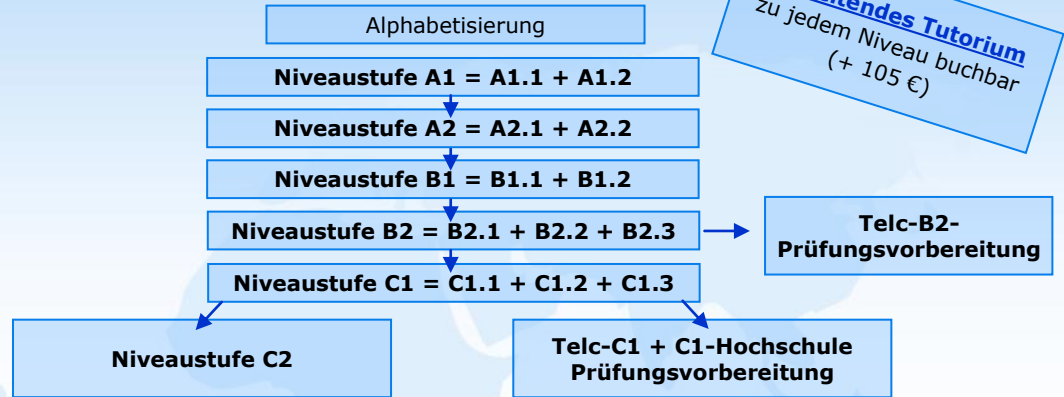 Alphabetisierung
Tutorium
zu jedem Niveau buchbar
(+ 105 €)
Niveaustufe A1 = A1.1 + A1.2
Niveaustufe A2 = A2.1 + A2.2
Niveaustufe B1 = B1.1 + B1.2
Niveaustufe B2 = B2.1 + B2.2 + B2.3
Telc-B2-
Prüfungsvorbereitung
Niveaustufe C1 = C1.1 + C1.2 + C1.3
Niveaustufe C2
Telc-C1 + C1-Hochschule
Prüfungsvorbereitung